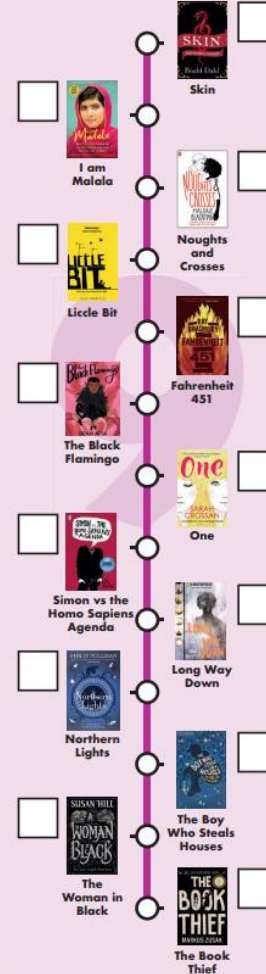 SKIN
Roald Dahl
Skin
Malala
I am
Malala
NOUGHTS
CROSSES
MALORIE
BLACKMAN
Noughts
and
Crosses
LICCLE
BIT
Liccle Bit
RAY
BRADBURY
FAHRENHEIT
451
Fahrenheit
451
The Black Flamingo
The Black
Flamingo
One
SARAH
CROSSAN
One
SIMON VS. THE
HOMO SAPIENS
AGENDA
Simon vs the
Homo Sapiens
Agenda
LONG
WAY
DOWN
Long Way
Down
PHILIP PULLMAN
Northern
Lights
Northern
Lights
The Boy
Who Steals
Houses
SUSAN HILL
THE
WOMAN
IN
BLACK
The
Woman in
Black
THE
BOOK
THIEF
MARKUS ZUSAK
The Book
Thief
9